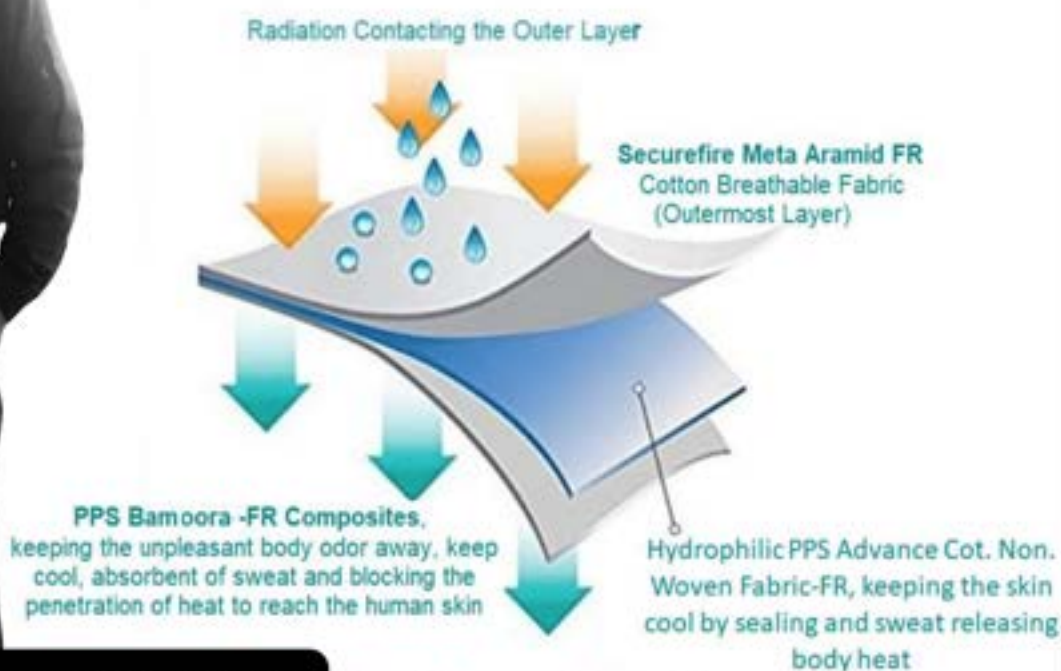 Radiation Contacting the Outer Layer
Securefire Meta Aramid FR
Cotton Breathable Fabric
(Outermost Layer)
PPS Bamoora -FR Composites,
keeping the unpleasant body odor away, keep
cool, absorbent of sweat and blocking the
penetration of heat to reach the human skin
Hydrophilic PPS Advance Cot. Non.
Woven Fabric-FR, keeping the skin
cool by sealing and sweat releasing
body heat